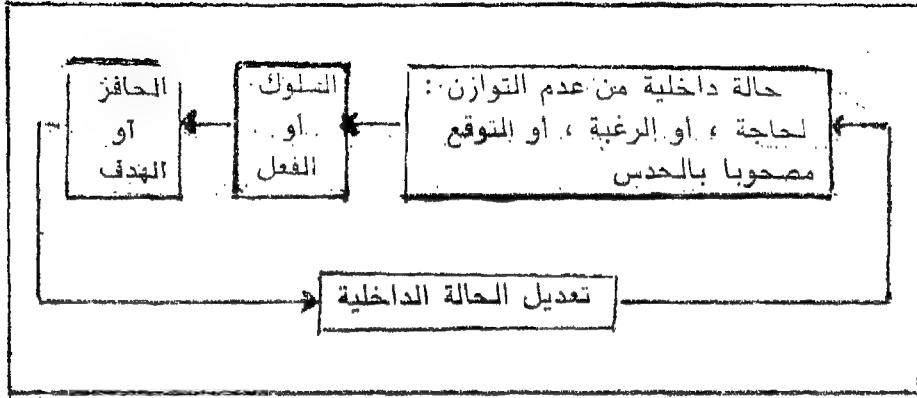 حالة داخلية من عدم التوازن :
لحاجة ، أو الرغبة ، أو التوقع
مصحوبا بالحدس
السلوك
أو
الفعل
الحافز
أو
الهدف
تعديل الحالة الداخلية